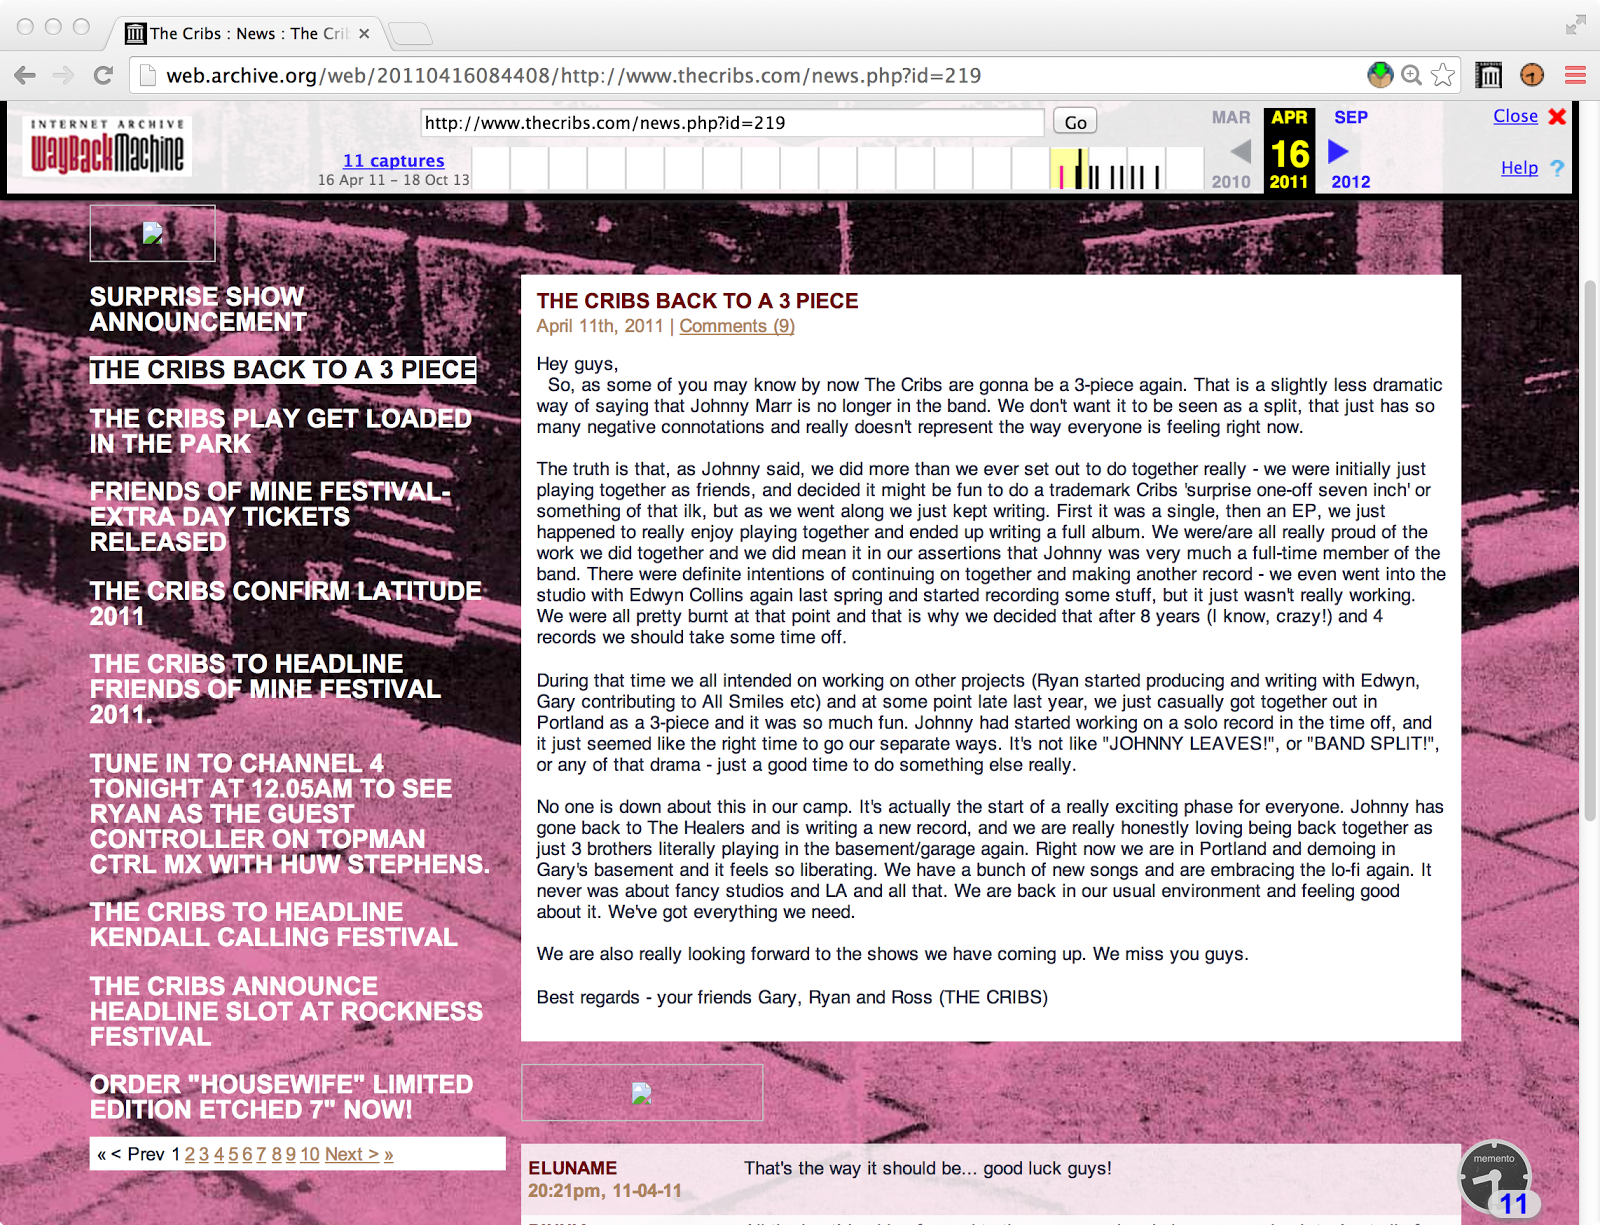 The Cribs : News : The Crib
web.archive.org/web/20110416084408/http://www.thecribs.com/news.php?id=219
INTERNET ARCHIVE
WayBackMachine
http://www.thecribs.com/news.php?id=219
Go
11 captures
16 Apr 11 – 18 Oct 13
MAR APR SEP
16
2010 2011 2012
Close
Help ?
SURPRISE SHOW
ANNOUNCEMENT
THE CRIBS BACK TO A 3 PIECE
THE CRIBS PLAY GET LOADED
IN THE PARK
FRIENDS OF MINE FESTIVAL-
EXTRA DAY TICKETS
RELEASED
THE CRIBS CONFIRM LATITUDE
2011
THE CRIBS TO HEADLINE
FRIENDS OF MINE FESTIVAL
2011.
TUNE IN TO CHANNEL 4
TONIGHT AT 12.05AM TO SEE
RYAN AS THE GUEST
CONTROLLER ON TOPMAN
CTRL MX WITH HUW STEPHENS.
THE CRIBS TO HEADLINE
KENDALL CALLING FESTIVAL
THE CRIBS ANNOUNCE
HEADLINE SLOT AT ROCKNESS
FESTIVAL
ORDER "HOUSEWIFE" LIMITED
EDITION ETCHED 7" NOW!
« < Prev 1 2 3 4 5 6 7 8 9 10 Next > »
THE CRIBS BACK TO A 3 PIECE
April 11th, 2011 | Comments (9)
Hey guys,
So, as some of you may know by now The Cribs are gonna be a 3-piece again. That is a slightly less dramatic
way of saying that Johnny Marr is no longer in the band. We don't want it to be seen as a split, that just has so
many negative connotations and really doesn't represent the way everyone is feeling right now.
The truth is that, as Johnny said, we did more than we ever set out to do together really - we were initially just
playing together as friends, and decided it might be fun to do a trademark Cribs 'surprise one-off seven inch' or
something of that ilk, but as we went along we just kept writing. First it was a single, then an EP, we just
happened to really enjoy playing together and ended up writing a full album. We were/are all really proud of the
work we did together and we did mean it in our assertions that Johnny was very much a full-time member of the
band. There were definite intentions of continuing on together and making another record - we even went into the
studio with Edwyn Collins again last spring and started recording some stuff, but it just wasn't really working.
We were all pretty burnt at that point and that is why we decided that after 8 years (I know, crazy!) and 4
records we should take some time off.
During that time we all intended on working on other projects (Ryan started producing and writing with Edwyn,
Gary contributing to All Smiles etc) and at some point late last year, we just casually got together out in
Portland as a 3-piece and it was so much fun. Johnny had started working on a solo record in the time off, and
it just seemed like the right time to go our separate ways. It's not like "JOHNNY LEAVES!", or "BAND SPLIT!",
or any of that drama - just a good time to do something else really.
No one is down about this in our camp. It's actually the start of a really exciting phase for everyone. Johnny has
gone back to The Healers and is writing a new record, and we are really honestly loving being back together as
just 3 brothers literally playing in the basement/garage again. Right now we are in Portland and demoing in
Gary's basement and it feels so liberating. We have a bunch of new songs and are embracing the lo-fi again. It
never was about fancy studios and LA and all that. We are back in our usual environment and feeling good
about it. We've got everything we need.
We are also really looking forward to the shows we have coming up. We miss you guys.
Best regards - your friends Gary, Ryan and Ross (THE CRIBS)
ELUNAME That's the way it should be... good luck guys!
20:21pm, 11-04-11
memento
11